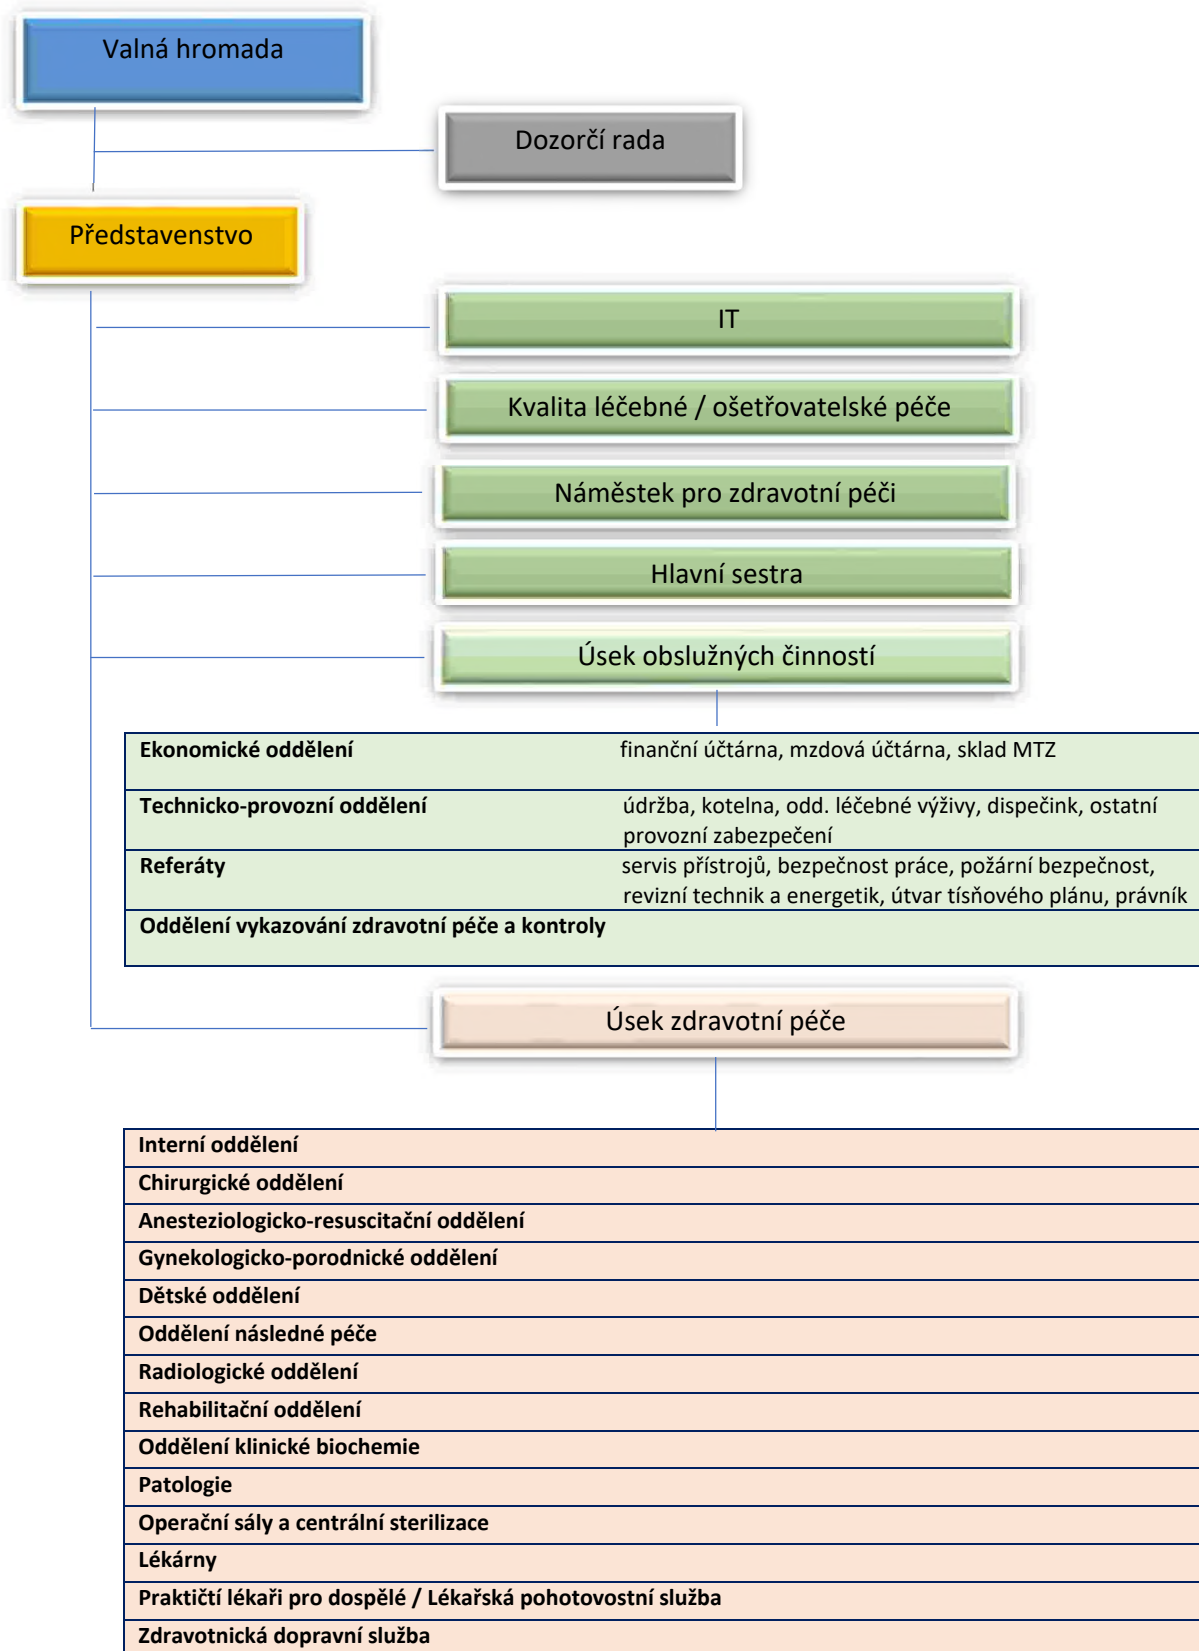 Valná hromada
Dozorčí rada
Představenstvo
IT
Kvalita léčebné / ošetřovatelské péče
Náměstek pro zdravotní péči
Hlavní sestra
Úsek obslužných činností
Ekonomické oddělení finanční účtárna, mzdová účtárna, sklad MTZ
Technicko-provozní oddělení údržba, kotelna, odd. léčebné výživy, dispečink, ostatní
provozní zabezpečení
Referáty servis přístrojů, bezpečnost práce, požární bezpečnost,
revizní technik a energetik, útvar tísňového plánu, právník
Oddělení vykazování zdravotní péče a kontroly
Úsek zdravotní péče
Interní oddělení
Chirurgické oddělení
Anesteziologicko-resuscitační oddělení
Gynekologicko-porodnické oddělení
Dětské oddělení
Oddělení následné péče
Radiologické oddělení
Rehabilitační oddělení
Oddělení klinické biochemie
Patologie
Operační sály a centrální sterilizace
Lékárny
Praktičtí lékaři pro dospělé / Lékařská pohotovostní služba
Zdravotnická dopravní služba